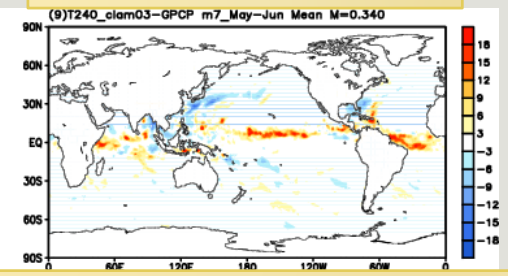 (9)T240_clam03-GPCP m7_May-Jun Mean M=0.340
90N
60N
30N
EQ
30S
60S
90S
0 60E 120E 180 120W 60W 0
18
15
12
9
6
3
-3
-6
-9
-12
-15
-18